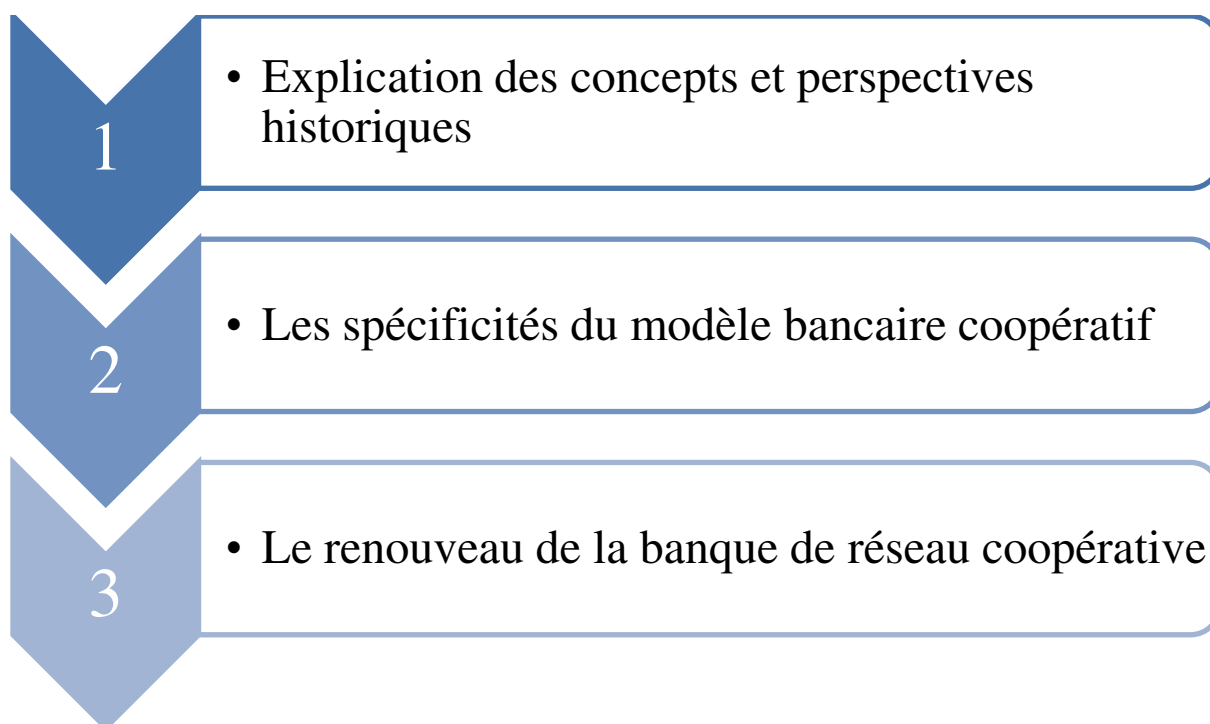 1
• Explication des concepts et perspectives
historiques
2
• Les spécificités du modèle bancaire coopératif
3
• Le renouveau de la banque de réseau coopérative